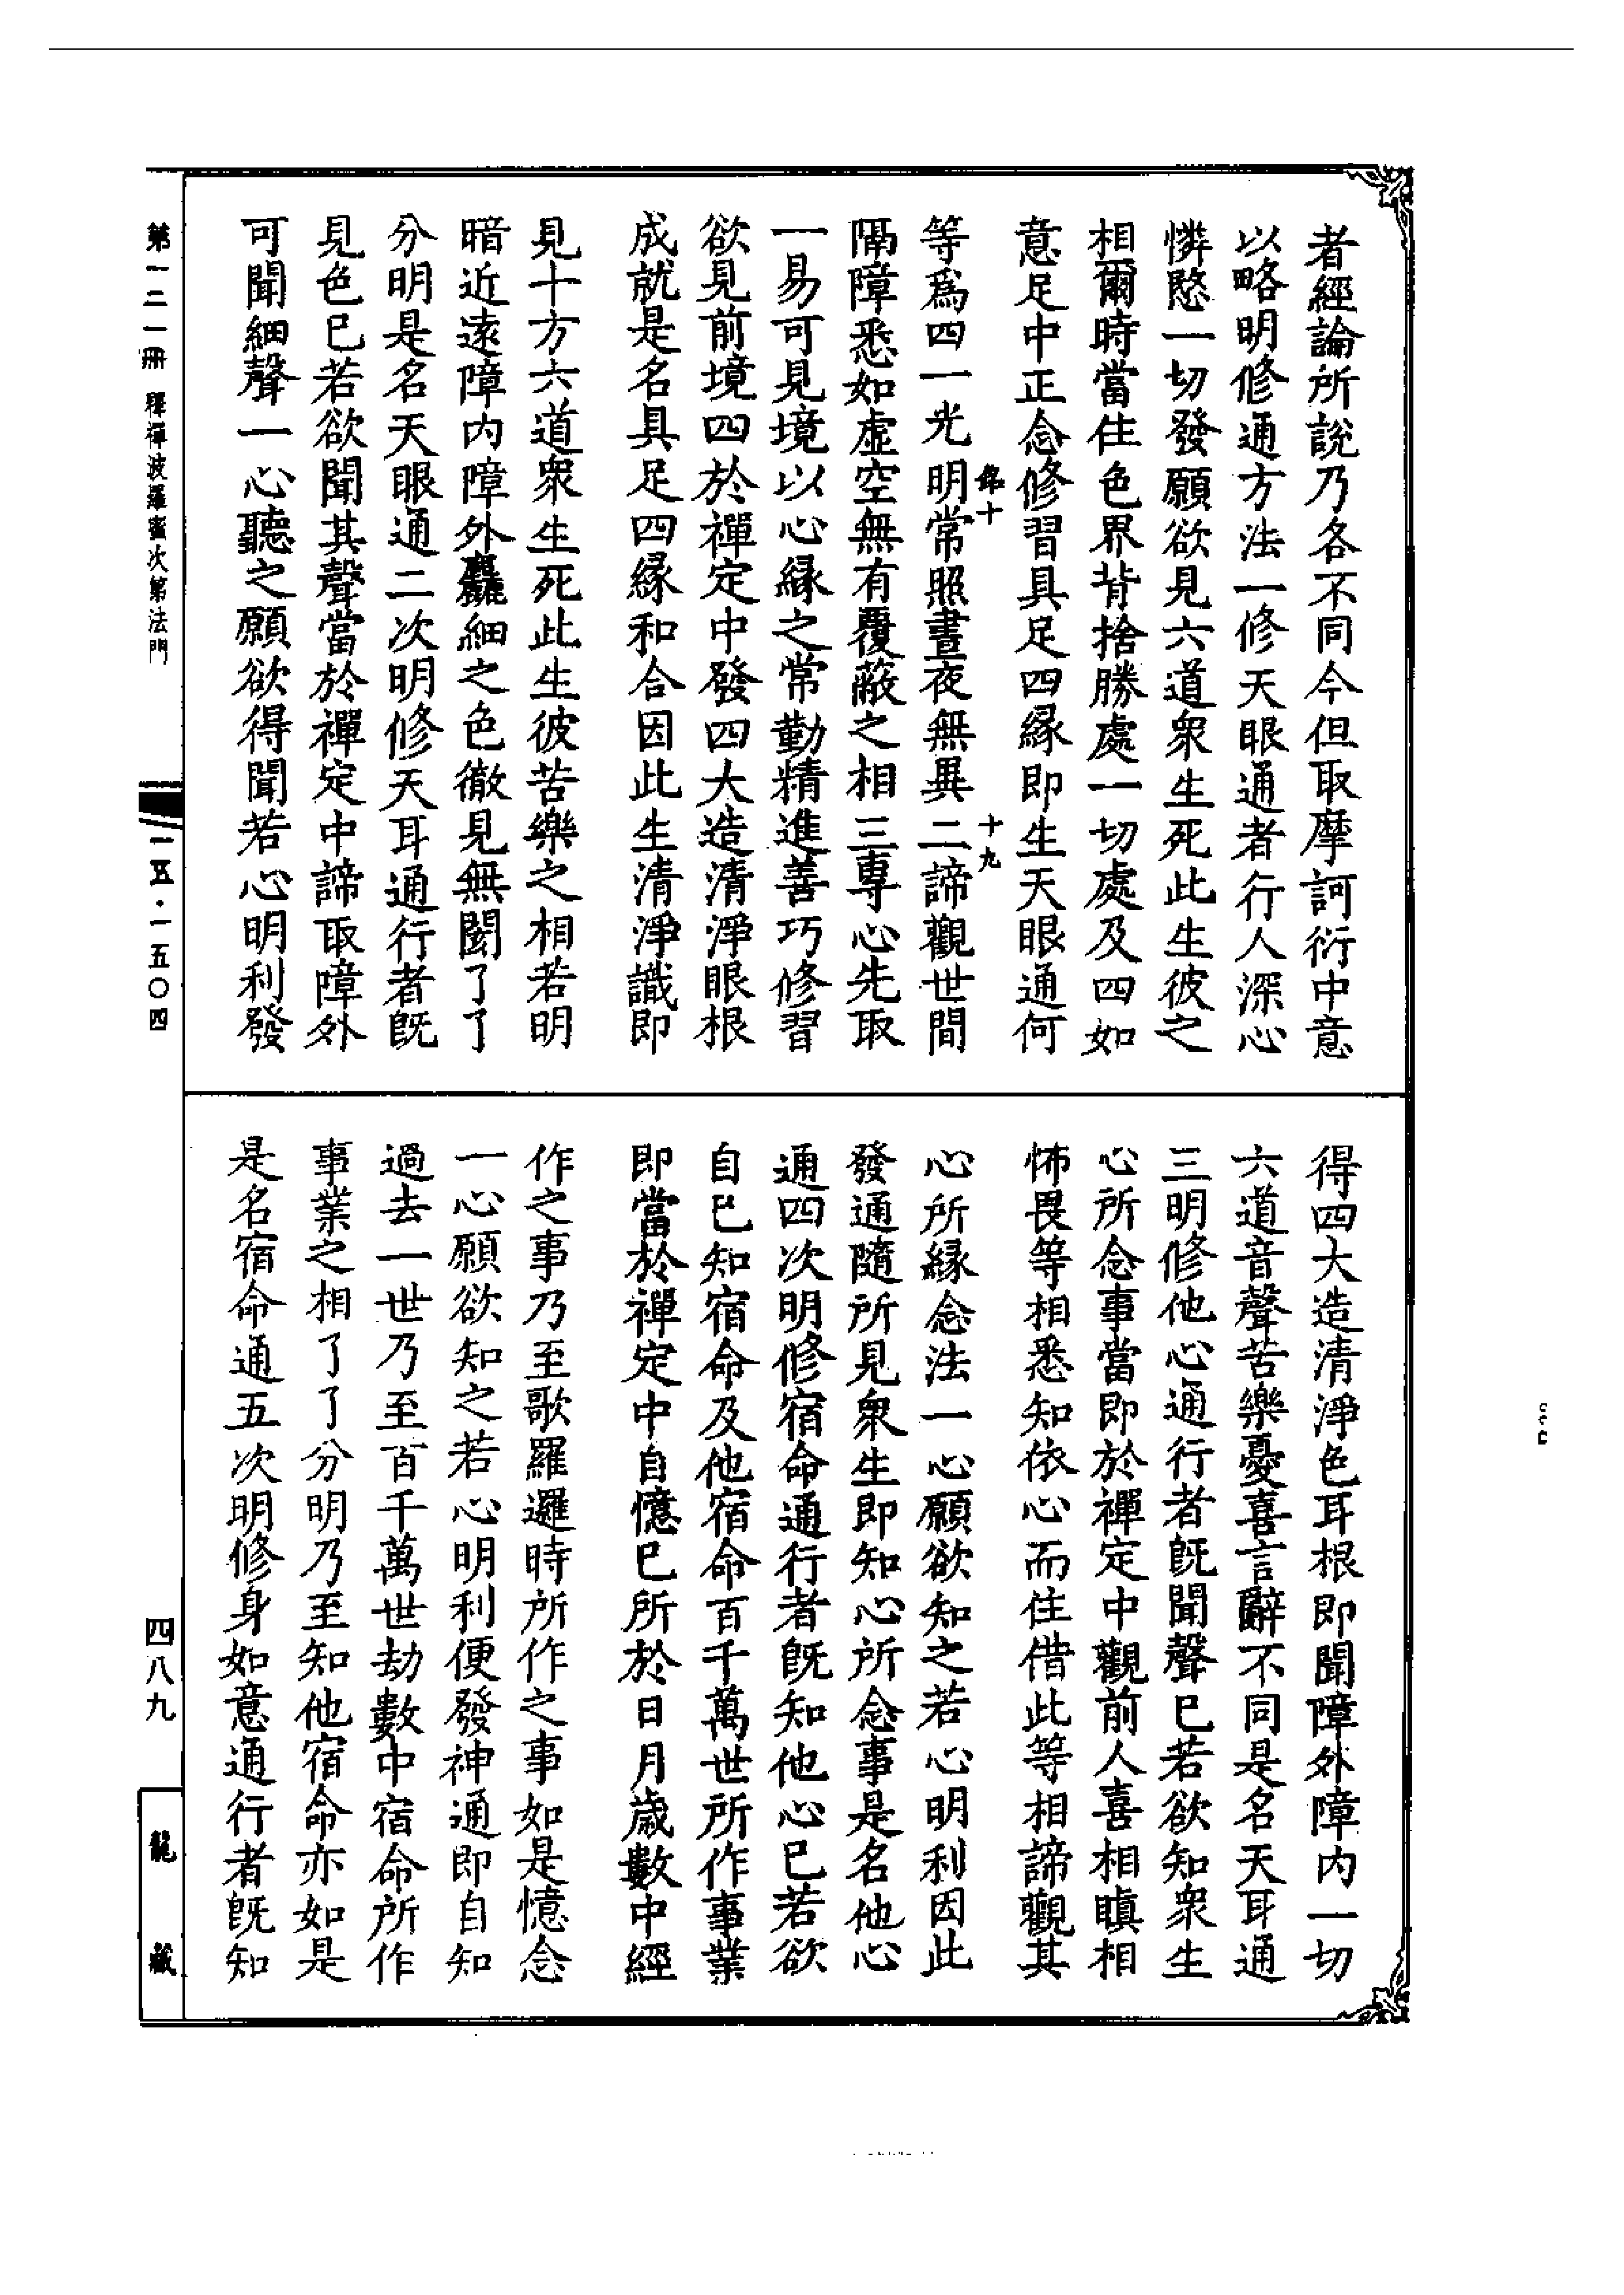 者經論所說乃各不同今但取摩訶衍中意
以略明修通方法一修天眼通者行人深心
憐愍一切發願欲見六道衆生死此生彼之
相爾時當住色界背捨勝處一切處及四如
意足中正念修習具足四緣即生天眼通何
十
十九
等爲四一光明常照晝夜無異二諦觀世間
隔障悉如虛空無有覆蔽之相三專心先取
一易可見境以心緣之常勤精進善巧修習
欲見前境四於禪定中發四大造清淨眼根
成就是名具足四緣和合因此生清淨識即
見十方六道衆生死此生彼苦樂之相若明
暗近遠障內障外麤細之色徹見無閡了了
分明是名天眼通二次明修天耳通行者旣
見色已若欲聞其聲當於禪定中諦取障外
可聞細聲一心聽之願欲得聞若心明利發
得四大造清淨色耳根即聞障外障內一切
六道音聲苦樂憂喜言辭不同是名天耳通
三明修他心通行者旣聞聲已若欲知衆生
心所念事當即於禪定中觀前人喜相瞋相
怖畏等相悉知依心而住借此等相諦觀其
心所緣念法一心願欲知之若心明利因此
發通隨所見衆生即知心所念事是名他心
通四次明修宿命通行者旣知他心已若欲
自已知宿命及他宿命百千萬世所作事業
即當於禪定中自憶已所於日月歲數中經
作之事乃至歌羅邏時所作之事如是憶念
一心願欲知之若心明利便發神通即自知
過去一世乃至百千萬世劫數中宿命所作
事業之相了了分明乃至知他宿命亦如是
是名宿命通五次明修身如意通行者旣知
第一二一冊 釋禪波羅蜜次第法門
一五·一五〇四
四八九
龍藏